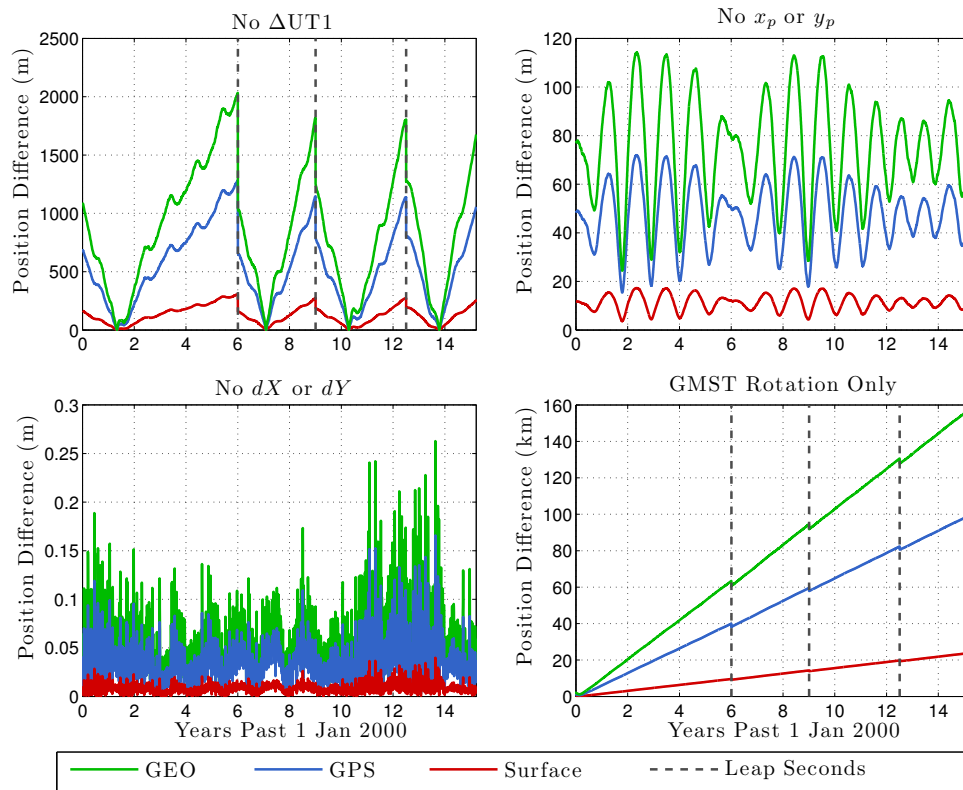 No ΔUT1
Position Difference (m)
2500
2000
1500
1000
500
0
0 2 4 6 8 10 12 14
No x_p or y_p
Position Difference (m)
120
100
80
60
40
20
0
0 2 4 6 8 10 12 14
No dX or dY
Position Difference (m)
0.3
0.25
0.2
0.15
0.1
0.05
0
0 2 4 6 8 10 12 14
Years Past 1 Jan 2000
GMST Rotation Only
Position Difference (km)
160
140
120
100
80
60
40
20
0
0 2 4 6 8 10 12 14
Years Past 1 Jan 2000
GEO GPS Surface Leap Seconds